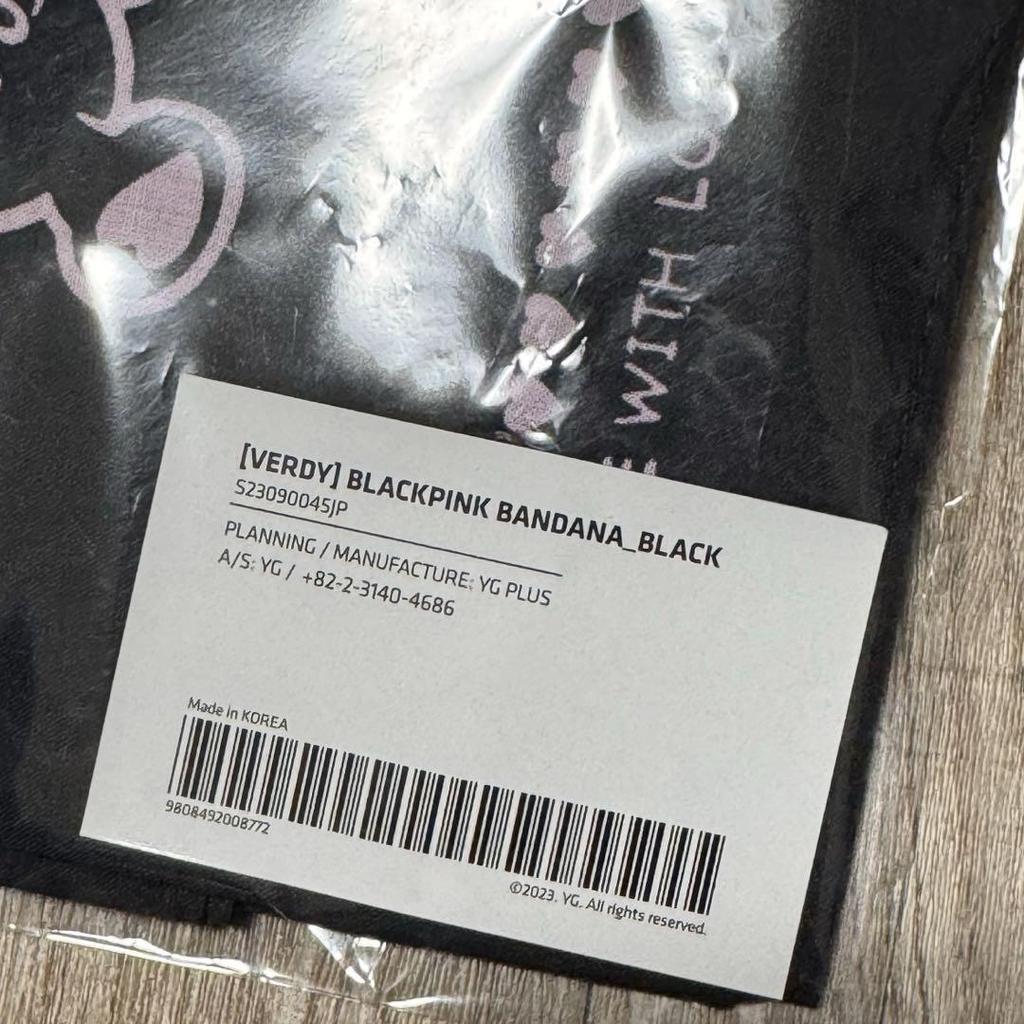 WITH
[VERDY] BLACKPINK BANDANA_BLACK
S23090045JP
PLANNING / MANUFACTURE: YG PLUS
A/S: YG / +82-2-3140-4686
Made in KOREA
9808492008772
©2023. YG. All rights reserved.